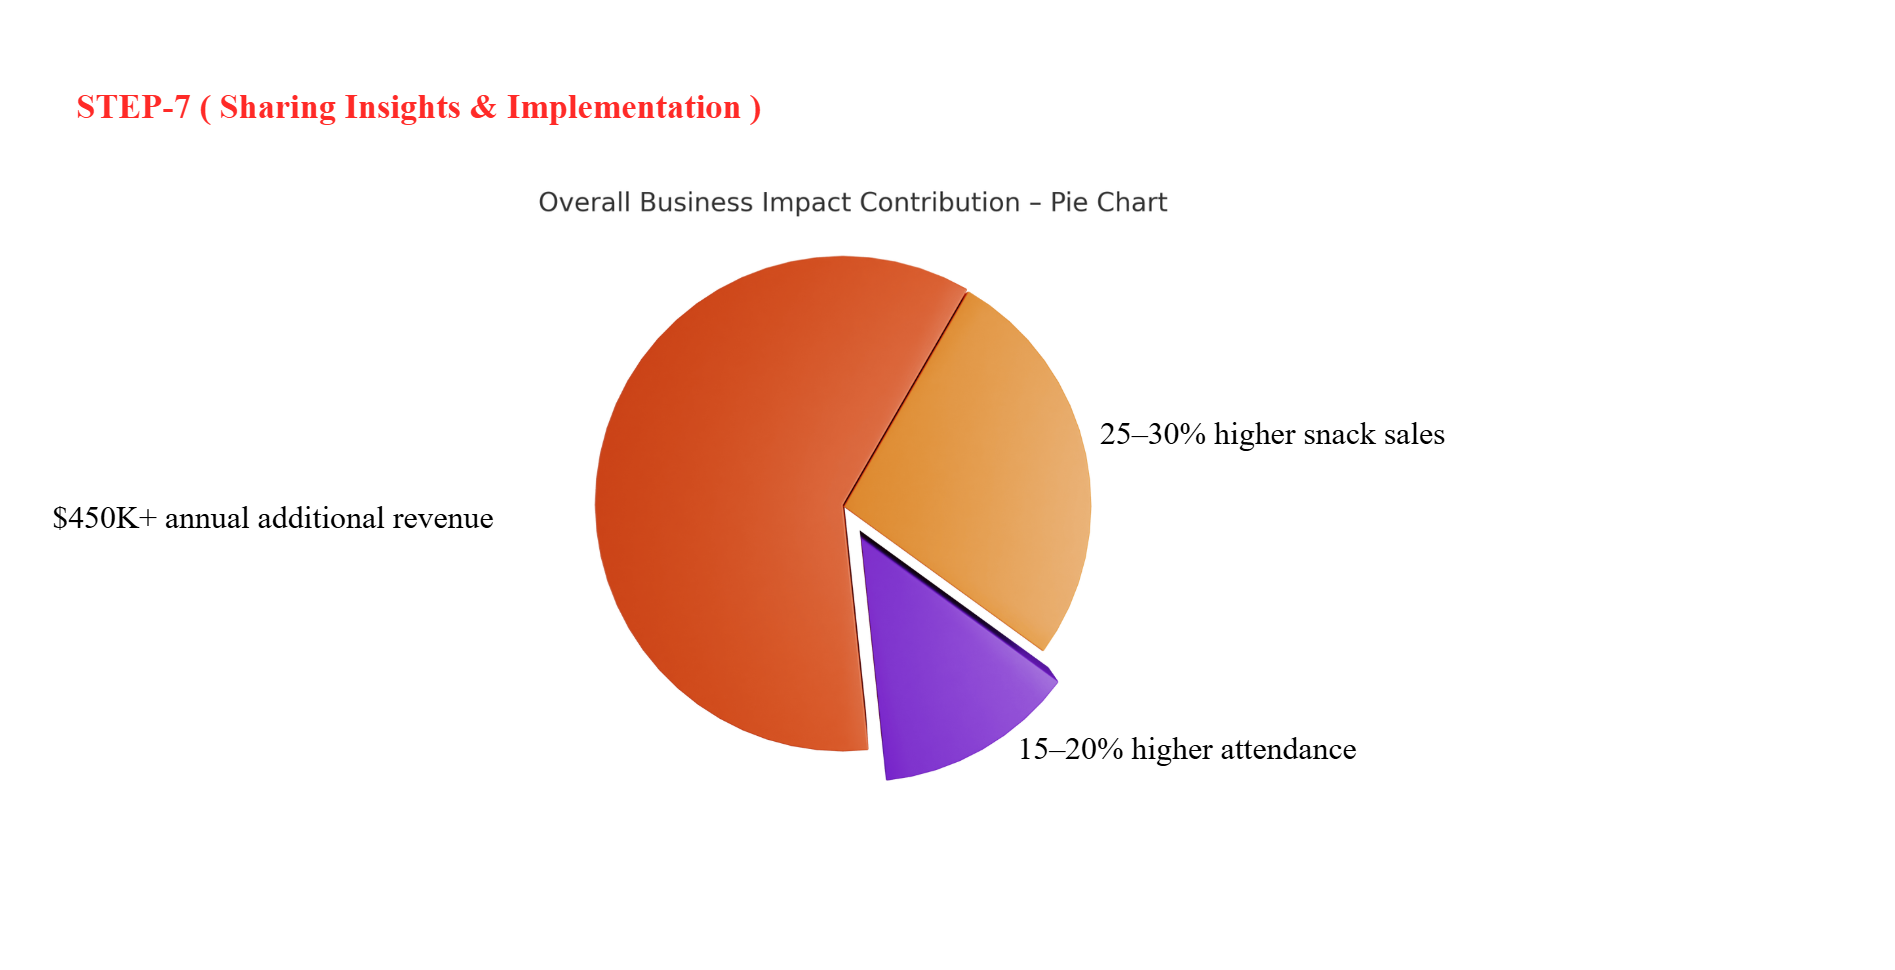 STEP-7 ( Sharing Insights & Implementation )
Overall Business Impact Contribution – Pie Chart
25–30% higher snack sales
$450K+ annual additional revenue
15–20% higher attendance